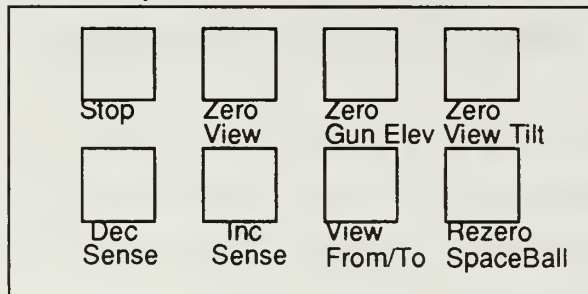 Stop
Zero View
Zero Gun Elev
Zero View Tilt
Dec Sense
Inc Sense
View From/To
Rezero SpaceBall